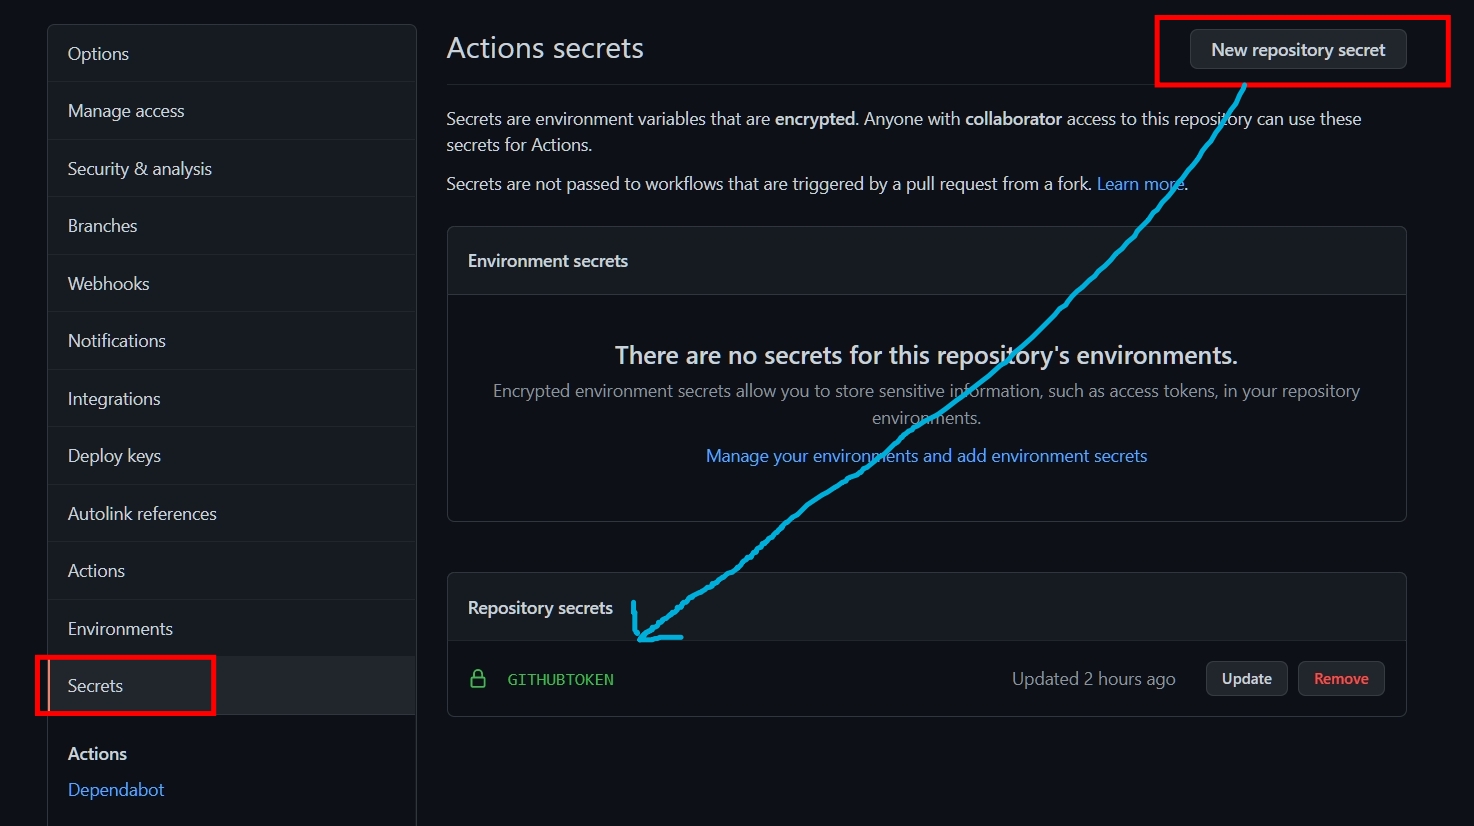 Options
Manage access
Security & analysis
Branches
Webhooks
Notifications
Integrations
Deploy keys
Autolink references
Actions
Environments
Secrets
Actions
Dependabot
Actions secrets
New repository secret
Secrets are environment variables that are encrypted. Anyone with collaborator access to this repository can use these
secrets for Actions.
Secrets are not passed to workflows that are triggered by a pull request from a fork. Learn more.
Environment secrets
There are no secrets for this repository's environments.
Encrypted environment secrets allow you to store sensitive information, such as access tokens, in your repository
environments.
Manage your environments and add environment secrets
Repository secrets
GITHUBTOKEN
Updated 2 hours ago
Update
Remove